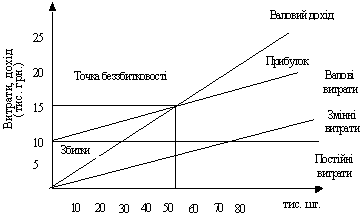 Валовий дохід
25
Прибуток
20
Точка беззбитковості
Валові
витрати
Витрати, дохід
(тис. грн.)
15
Змінні
витрати
10
Збитки
5
Постійні
витрати
10 20 30 40 50 60 70 80 тис. шт.